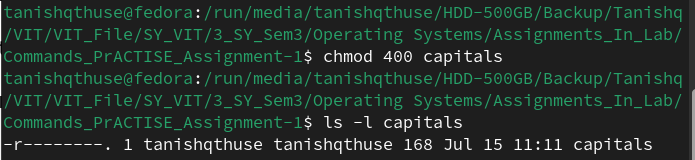 tanishqthuse@fedora:/run/media/tanishqthuse/HDD-500GB/Backup/Tanishq
/VIT/VIT_File/SY_VIT/3_SY_Sem3/Operating Systems/Assignments_In_Lab/
Commands_PrACTISE_Assignment-1$ chmod 400 capitals
tanishqthuse@fedora:/run/media/tanishqthuse/HDD-500GB/Backup/Tanishq
/VIT/VIT_File/SY_VIT/3_SY_Sem3/Operating Systems/Assignments_In_Lab/
Commands_PrACTISE_Assignment-1$ ls -l capitals
-r--------. 1 tanishqthuse tanishqthuse 168 Jul 15 11:11 capitals